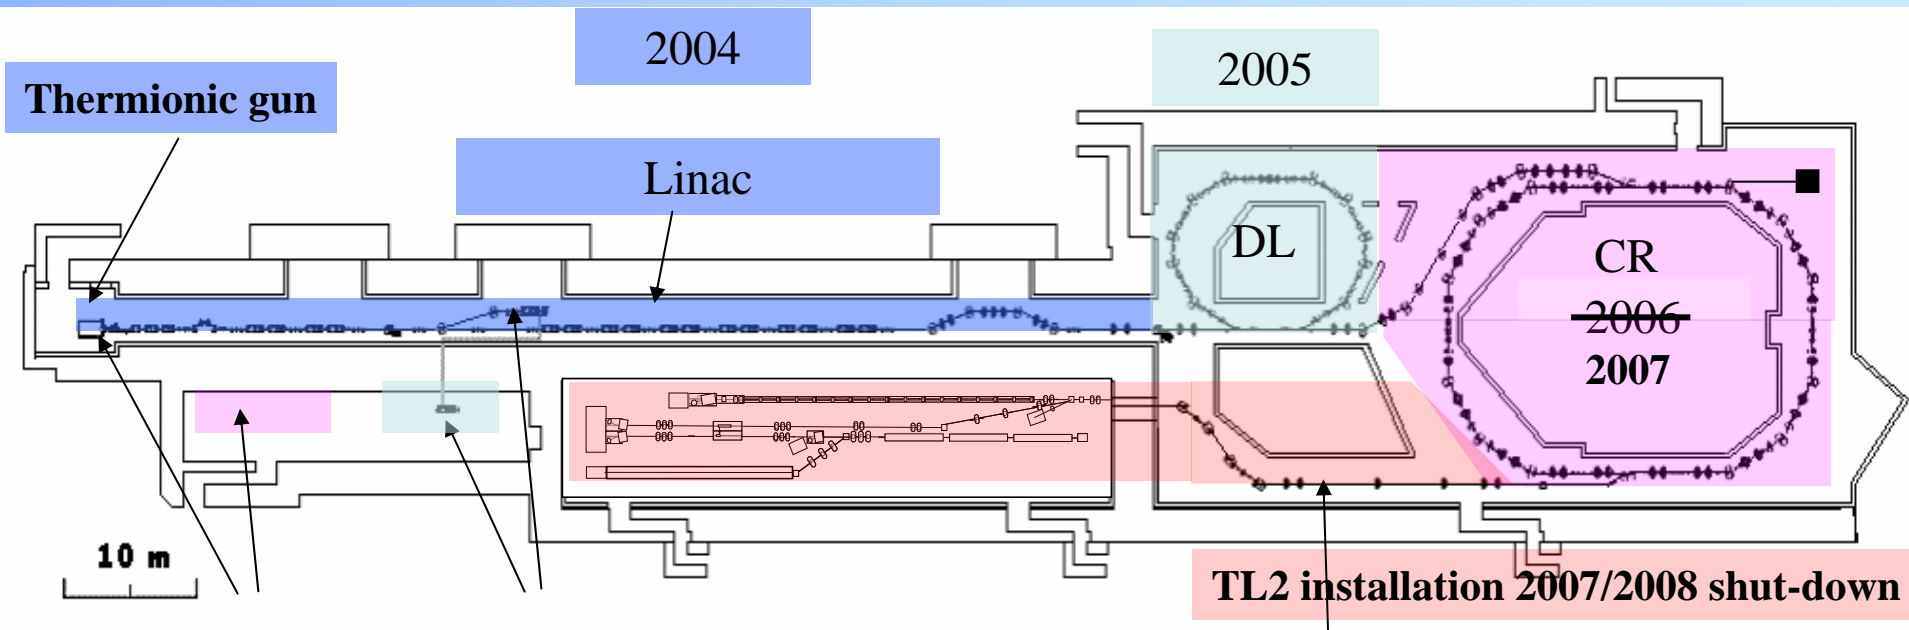 2004
2005
Thermionic gun
Linac
DL
CR
2006
2007
10 m
TL2 installation 2007/2008 shut-down